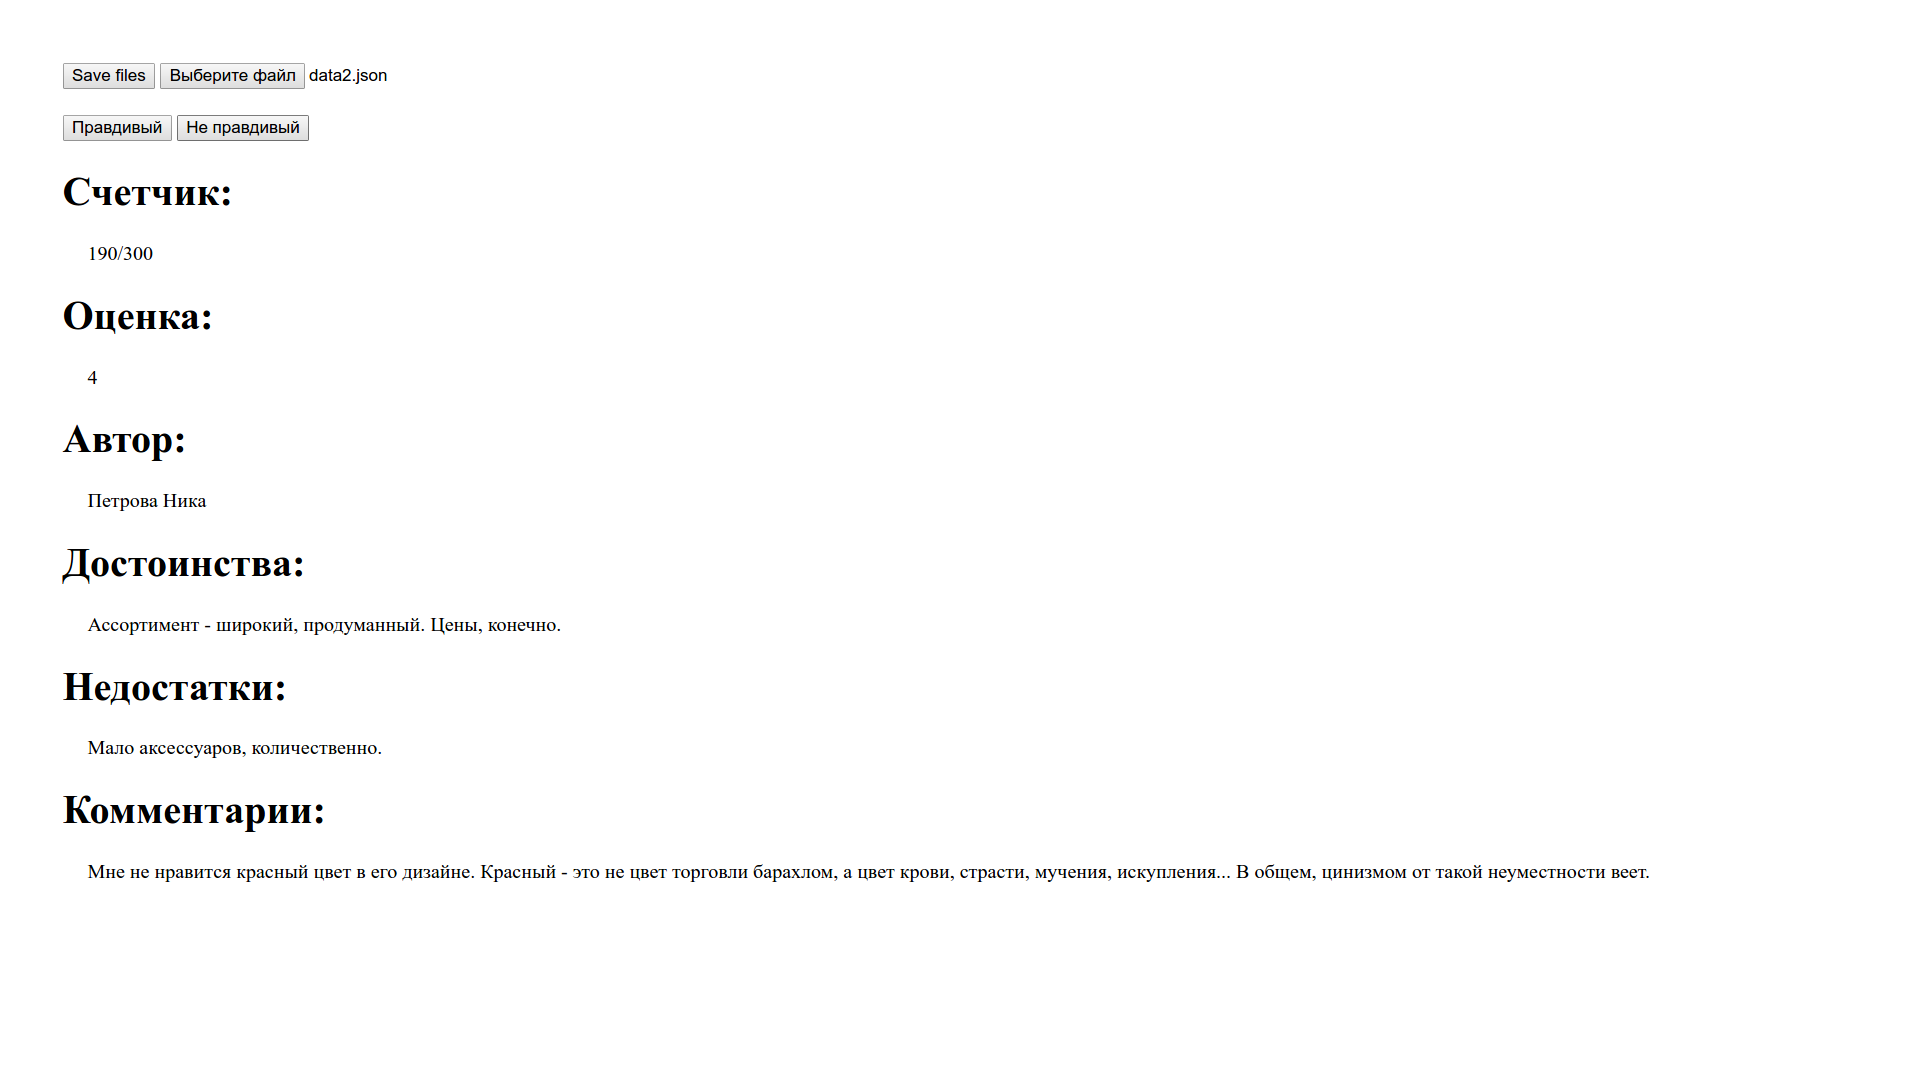 Save files Выберите файл data2.json
Правдивый Не правдивый
Счетчик:
190/300
Оценка:
4
Автор:
Петрова Ника
Достоинства:
Ассортимент - широкий, продуманный. Цены, конечно.
Недостатки:
Мало аксессуаров, количественно.
Комментарии:
Мне не нравится красный цвет в его дизайне. Красный - это не цвет торговли барахлом, а цвет крови, страсти, мучения, искупления... В общем, цинизмом от такой неуместности веет.